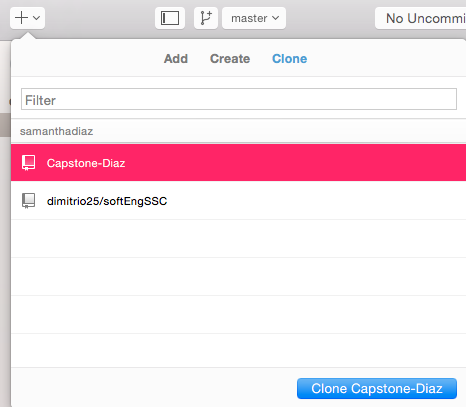 master
No Uncommi
Add Create Clone
Filter
samanthadiaz
Capstone-Diaz
dimitrio25/softEngSSC
Clone Capstone-Diaz